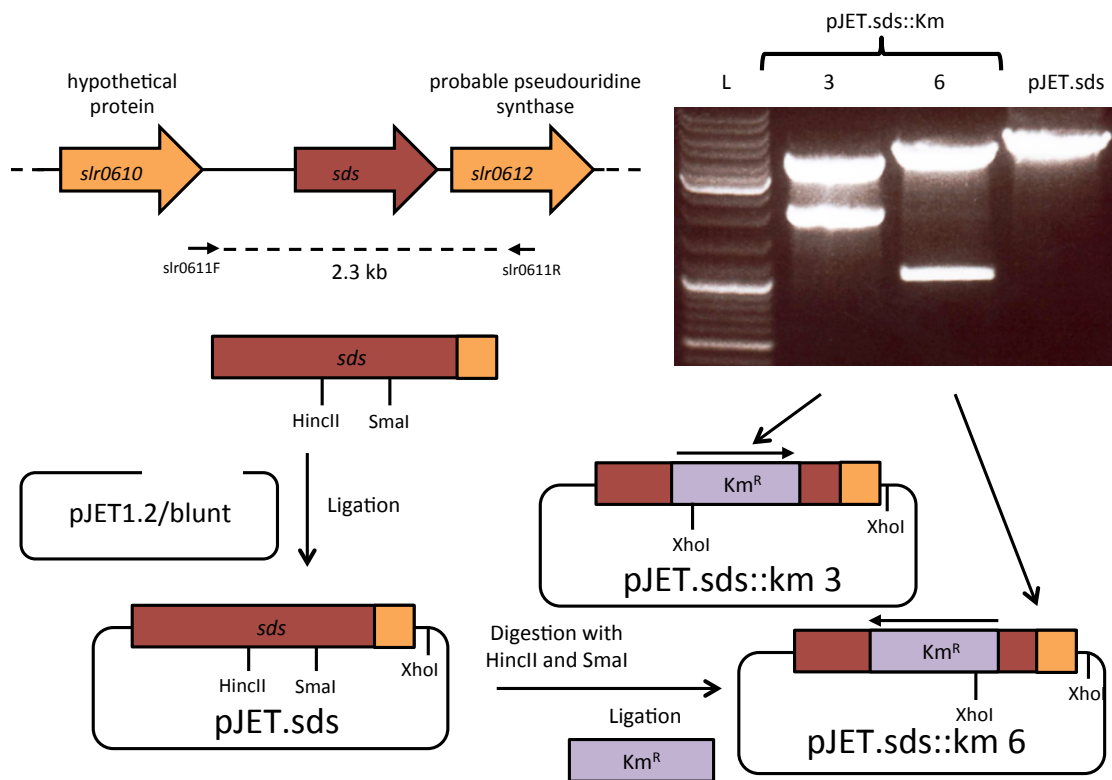 pJET.sds::Km
L
3
6
pJET.sds
hypothetical
protein
probable pseudouridine
synthase
slr0610
sds
slr0612
slr0611F
2.3 kb
slr0611R
sds
HincII
SmaI
pJET1.2/blunt
Ligation
Km^R
XhoI
XhoI
pJET.sds::km 3
sds
HincII
SmaI
XhoI
pJET.sds
Digestion with
HincII and SmaI
Ligation
Km^R
Km^R
XhoI
XhoI
pJET.sds::km 6